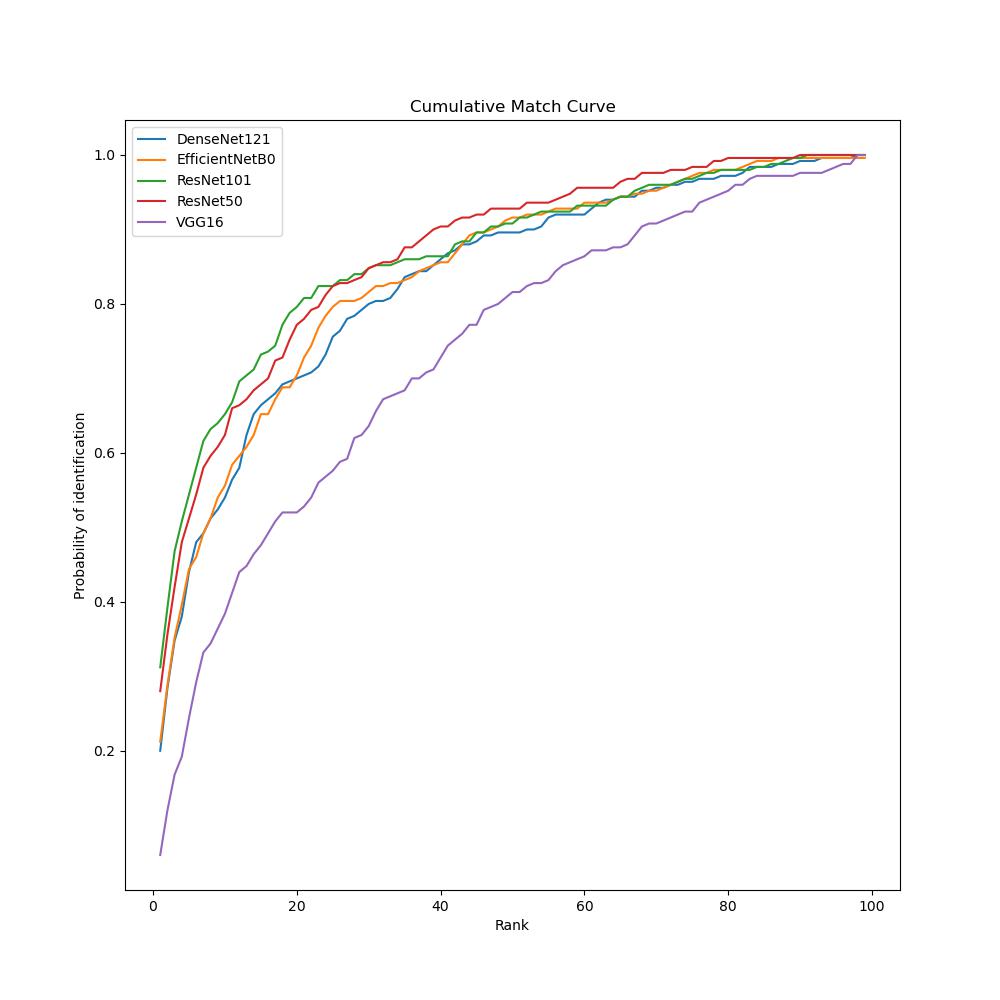 Cumulative Match Curve
DenseNet121
EfficientNetB0
ResNet101
ResNet50
VGG16
1.0
0.8
0.6
0.4
0.2
Probability of identification
0 20 40 60 80 100
Rank